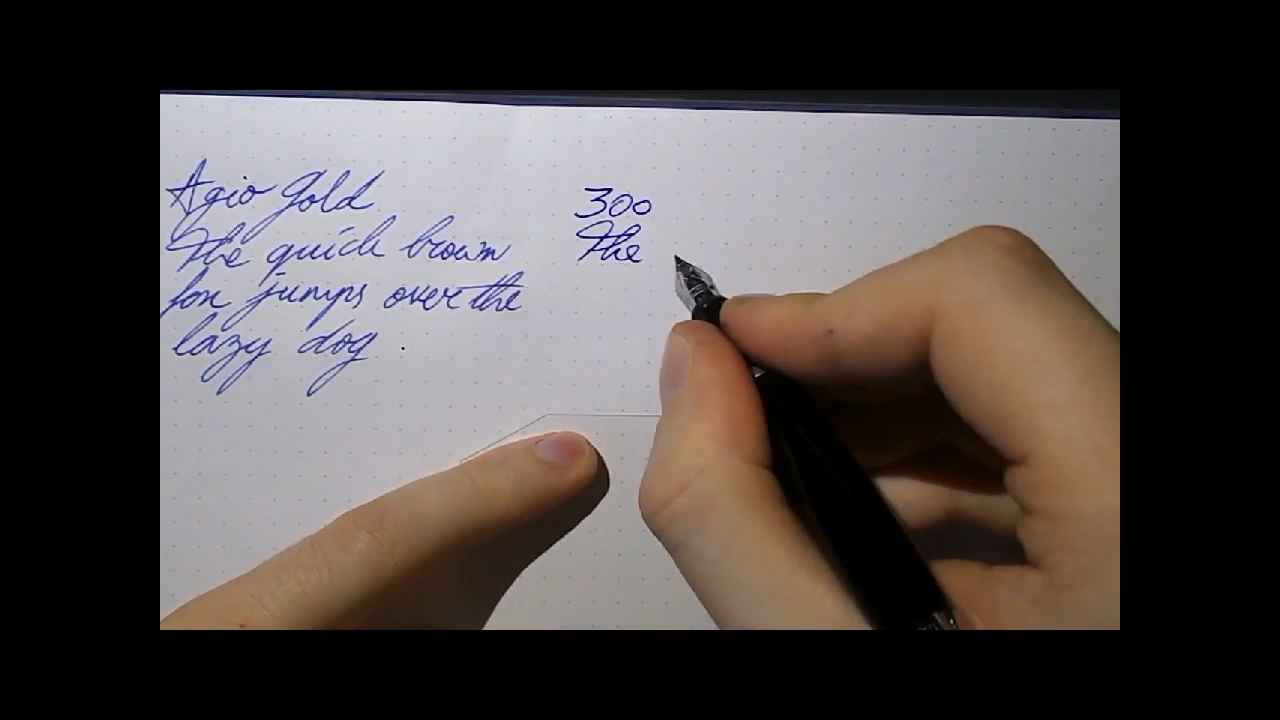 Agio Gold
The quick brown
fox jumps over the
lazy dog .
300
The